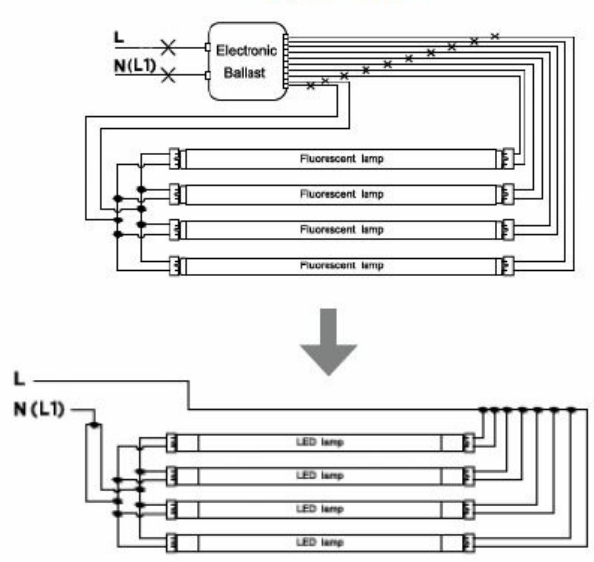 L
N(L1)
Electronic
Ballast
Fluorescent lamp
Fluorescent lamp
Fluorescent lamp
Fluorescent lamp
L
N(L1)
LED lamp
LED lamp
LED lamp
LED lamp